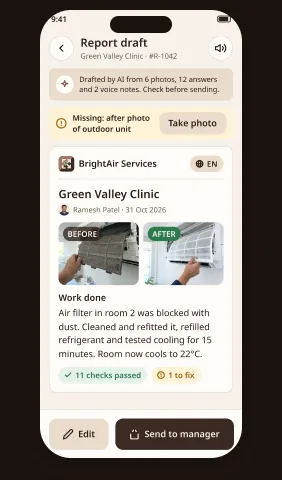 9:41
Report draft
Green Valley Clinic · #R-1042
Drafted by AI from 6 photos, 12 answers
and 2 voice notes. Check before sending.
Missing: after photo
of outdoor unit
Take photo
BrightAir Services
EN
Green Valley Clinic
Ramesh Patel · 31 Oct 2026
BEFORE
AFTER
Work done
Air filter in room 2 was blocked with
dust. Cleaned and refitted it, refilled
refrigerant and tested cooling for 15
minutes. Room now cools to 22°C.
11 checks passed
1 to fix
Edit
Send to manager